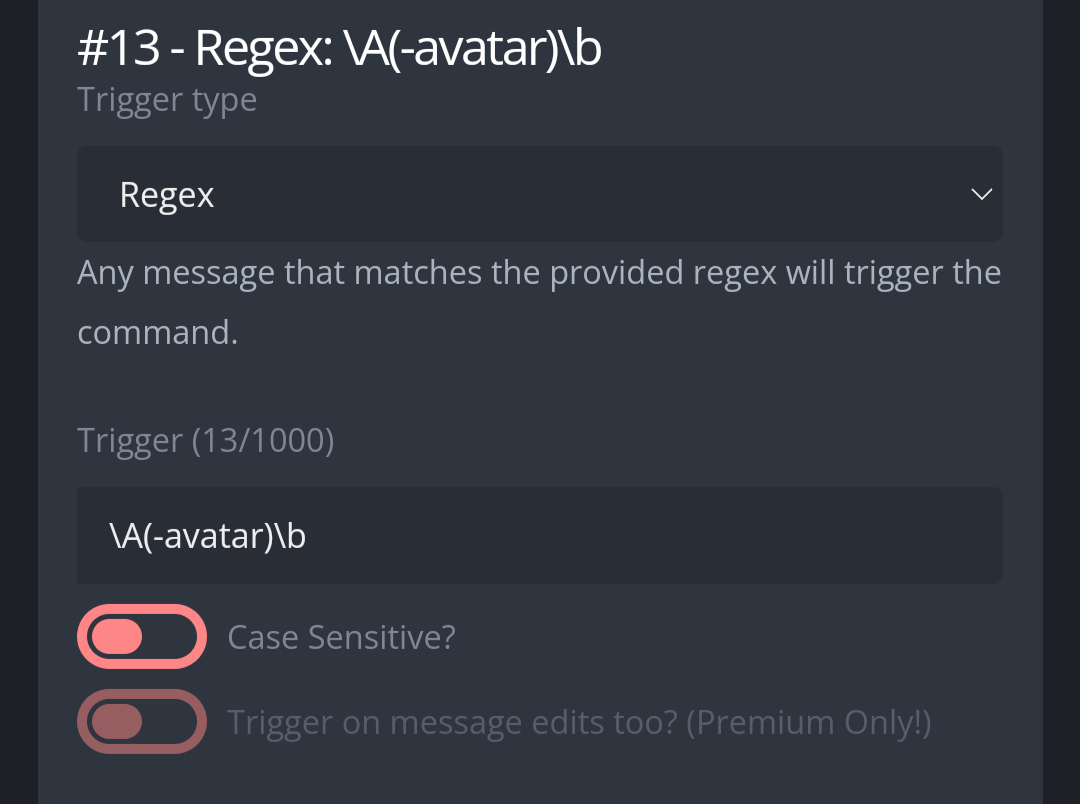 #13 - Regex: \A(-avatar)\b
Trigger type
Regex
Any message that matches the provided regex will trigger the
command.
Trigger (13/1000)
\A(-avatar)\b
Case Sensitive?
Trigger on message edits too? (Premium Only!)